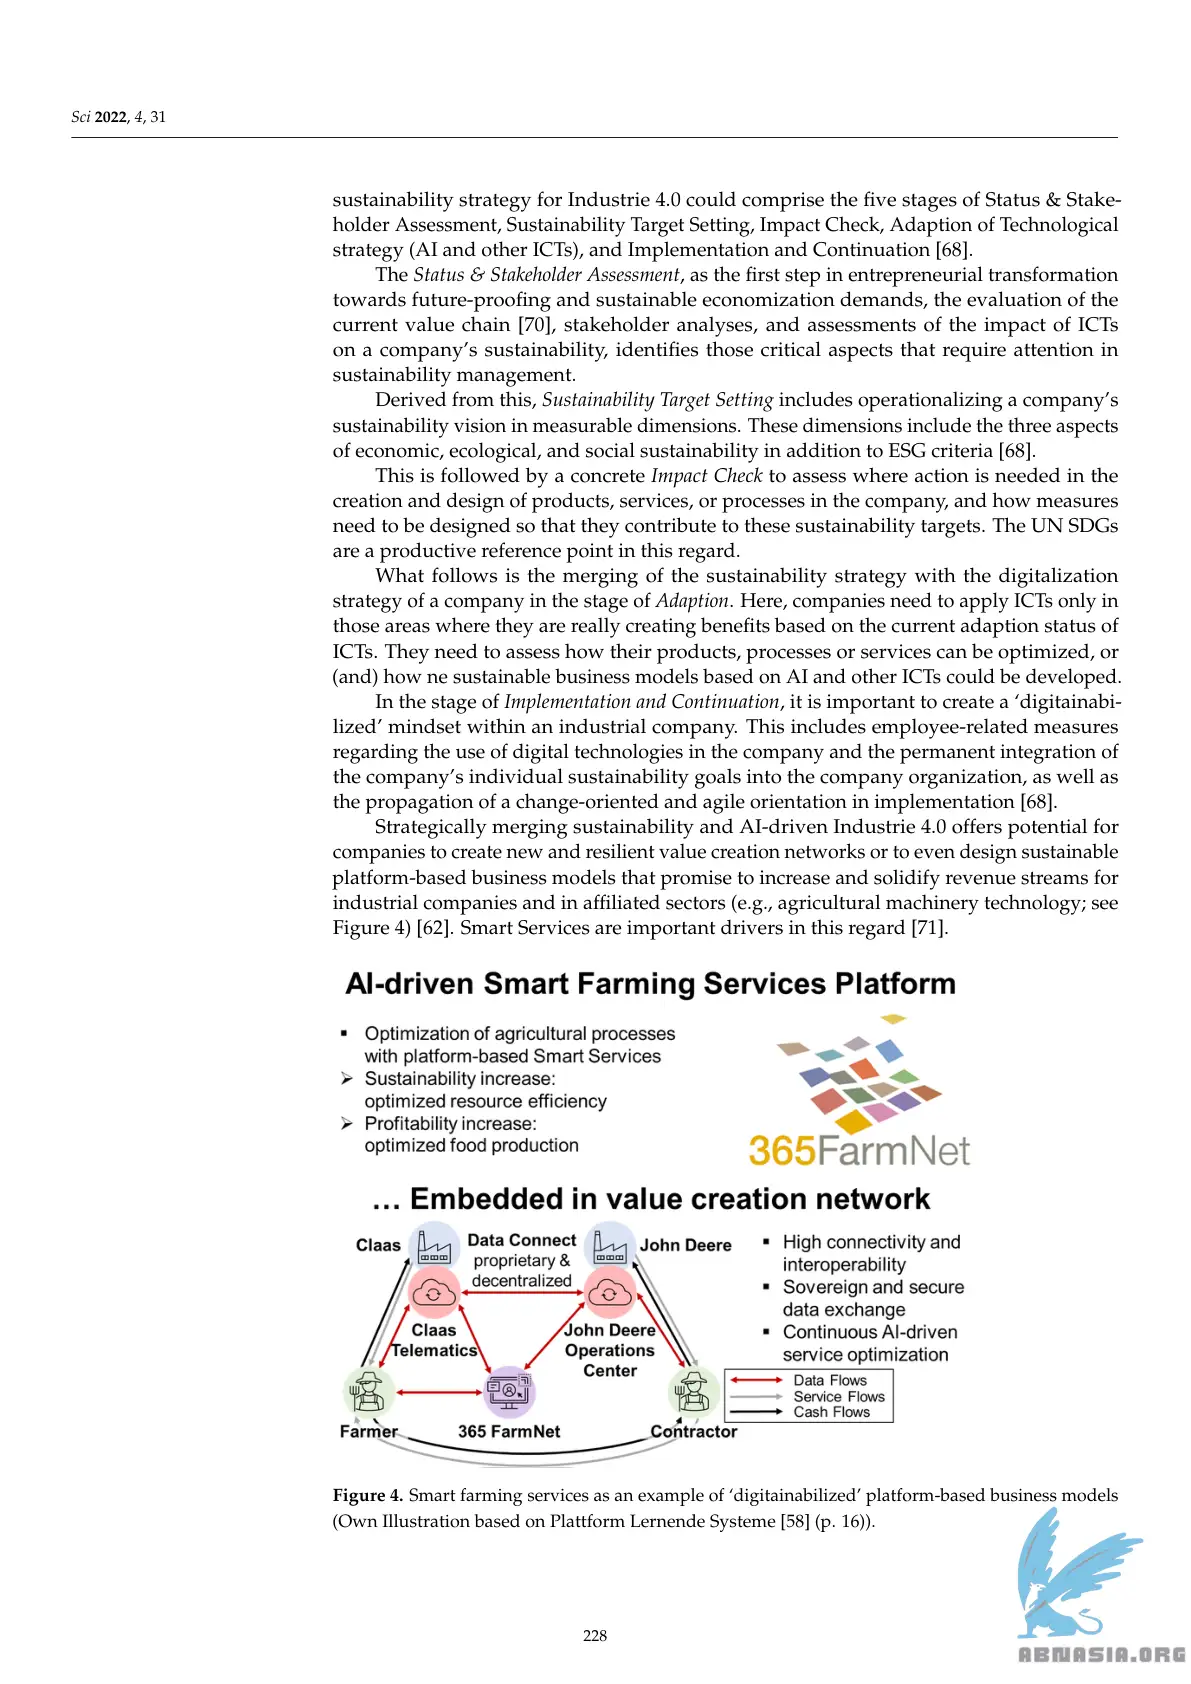 Sci 2022, 4, 31
sustainability strategy for Industrie 4.0 could comprise the five stages of Status & Stake-
holder Assessment, Sustainability Target Setting, Impact Check, Adaption of Technological
strategy (AI and other ICTs), and Implementation and Continuation [68].
The Status & Stakeholder Assessment, as the first step in entrepreneurial transformation
towards future-proofing and sustainable economization demands, the evaluation of the
current value chain [70], stakeholder analyses, and assessments of the impact of ICTs
on a company's sustainability, identifies those critical aspects that require attention in
sustainability management.
Derived from this, Sustainability Target Setting includes operationalizing a company's
sustainability vision in measurable dimensions. These dimensions include the three aspects
of economic, ecological, and social sustainability in addition to ESG criteria [68].
This is followed by a concrete Impact Check to assess where action is needed in the
creation and design of products, services, or processes in the company, and how measures
need to be designed so that they contribute to these sustainability targets. The UN SDGs
are a productive reference point in this regard.
What follows is the merging of the sustainability strategy with the digitalization
strategy of a company in the stage of Adaption. Here, companies need to apply ICTs only in
those areas where they are really creating benefits based on the current adaption status of
ICTs. They need to assess how their products, processes or services can be optimized, or
(and) how ne sustainable business models based on AI and other ICTs could be developed.
In the stage of Implementation and Continuation, it is important to create a 'digitainabi-
lized' mindset within an industrial company. This includes employee-related measures
regarding the use of digital technologies in the company and the permanent integration of
the company's individual sustainability goals into the company organization, as well as
the propagation of a change-oriented and agile orientation in implementation [68].
Strategically merging sustainability and AI-driven Industrie 4.0 offers potential for
companies to create new and resilient value creation networks or to even design sustainable
platform-based business models that promise to increase and solidify revenue streams for
industrial companies and in affiliated sectors (e.g., agricultural machinery technology; see
Figure 4) [62]. Smart Services are important drivers in this regard [71].
AI-driven Smart Farming Services Platform
▪ Optimization of agricultural processes
with platform-based Smart Services
➢ Sustainability increase:
optimized resource efficiency
➢ Profitability increase:
optimized food production
365FarmNet
… Embedded in value creation network
Claas
Data Connect
proprietary &
decentralized
John Deere
Claas
Telematics
John Deere
Operations
Center
Farmer
365 FarmNet
Contractor
▪ High connectivity and
interoperability
▪ Sovereign and secure
data exchange
▪ Continuous AI-driven
service optimization
Data Flows
Service Flows
Cash Flows
Figure 4. Smart farming services as an example of 'digitainabilized' platform-based business models
(Own Illustration based on Plattform Lernende Systeme [58] (p. 16)).
228
ABNASIA.ORG